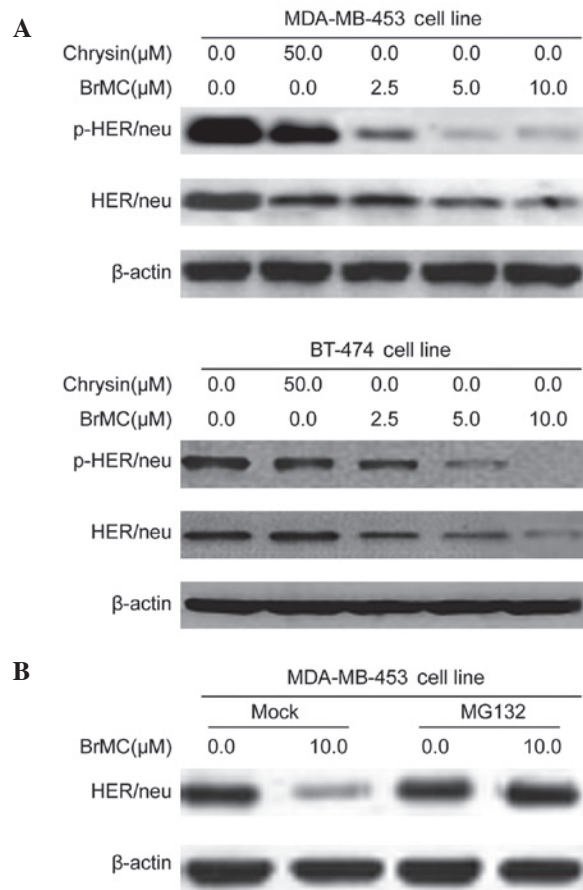 A
MDA-MB-453 cell line
Chrysin(μM) 0.0 50.0 0.0 0.0 0.0
BrMC(μM) 0.0 0.0 2.5 5.0 10.0
p-HER/neu
HER/neu
β-actin
BT-474 cell line
Chrysin(μM) 0.0 50.0 0.0 0.0 0.0
BrMC(μM) 0.0 0.0 2.5 5.0 10.0
p-HER/neu
HER/neu
β-actin
B
MDA-MB-453 cell line
Mock MG132
BrMC(μM) 0.0 10.0 0.0 10.0
HER/neu
β-actin